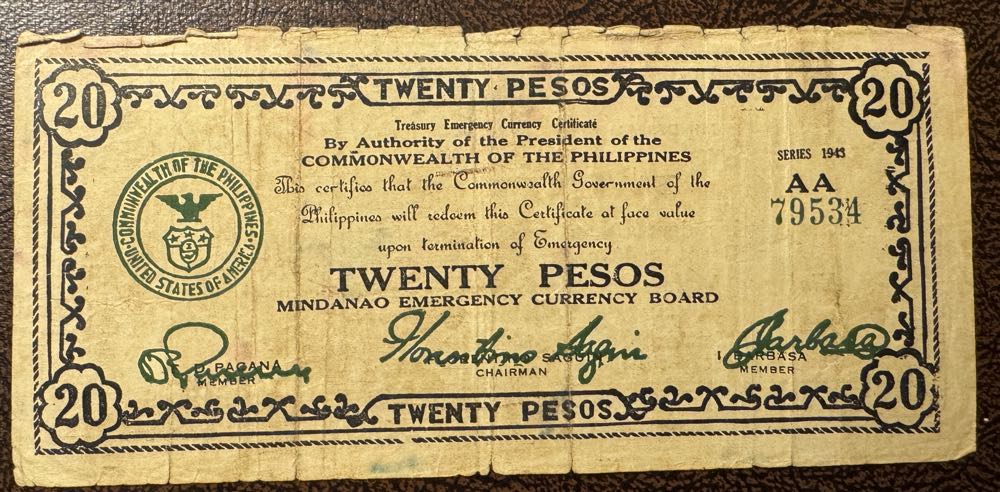 TWENTY PESOS
20
20
Treasury Emergency Currency Certificate
By Authority of the President of the
COMMONWEALTH OF THE PHILIPPINES
SERIES 1943
This certifies that the Commonwealth Government of the
Philippines will redeem this Certificate at face value
upon termination of Emergency
AA
79534
COMMONWEALTH OF THE PHILIPPINES
UNITED STATES OF AMERICA
TWENTY PESOS
MINDANAO EMERGENCY CURRENCY BOARD
D. PAGANA
MEMBER
SAGUIN
CHAIRMAN
I. BARBASA
MEMBER
20
TWENTY PESOS
20